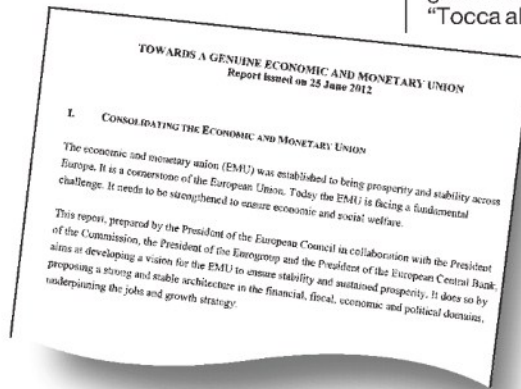 "Tocca al
TOWARDS A GENUINE ECONOMIC AND MONETARY UNION
Report issued on 25 June 2012
I. CONSOLIDATING THE ECONOMIC AND MONETARY UNION
The economic and monetary union (EMU) was established to bring prosperity and stability across
Europe. It is a cornerstone of the European Union. Today the EMU is facing a fundamental
challenge. It needs to be strengthened to ensure economic and social welfare.
This report, prepared by the President of the European Council in collaboration with the President
of the Commission, the President of the Eurogroup and the President of the European Central Bank,
aims at developing a vision for the EMU to ensure stability and sustained prosperity. It does so by
proposing a strong and stable architecture in the financial, fiscal, economic and political domains,
underpinning the jobs and growth strategy.